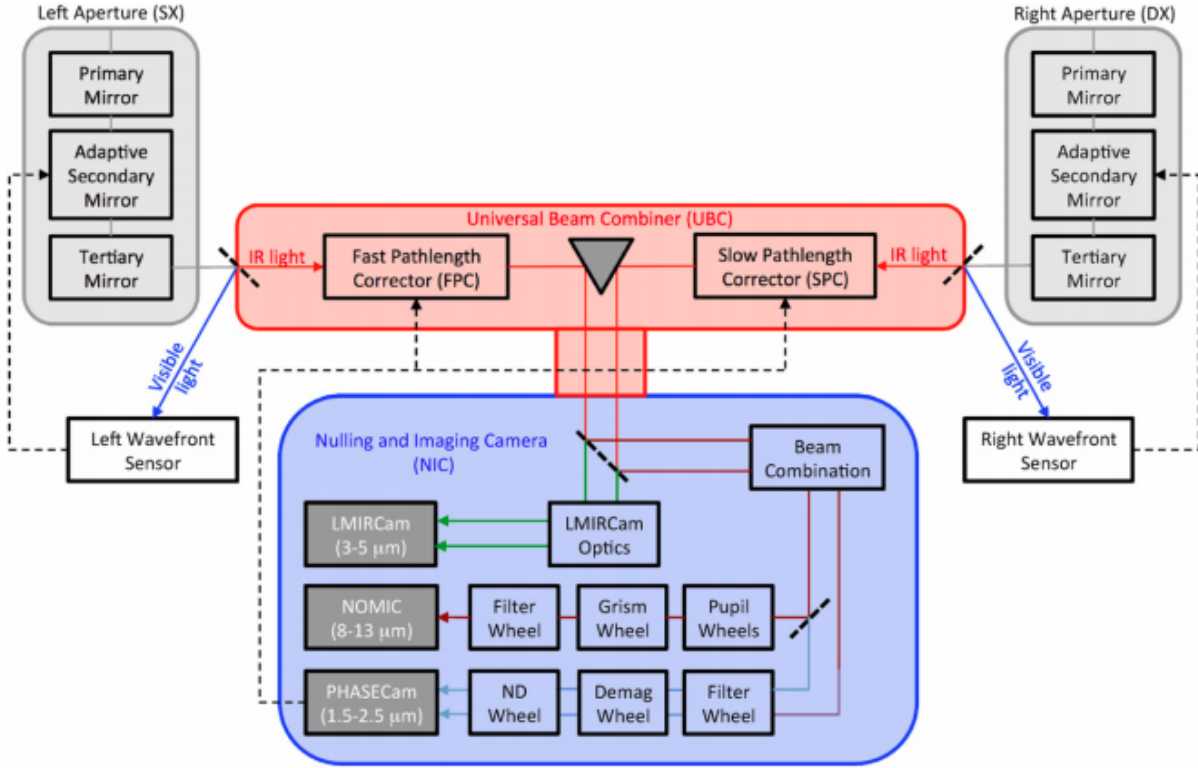 Left Aperture (SX)
Right Aperture (DX)
Primary
Mirror
Adaptive
Secondary
Mirror
Tertiary
Mirror
Primary
Mirror
Adaptive
Secondary
Mirror
Tertiary
Mirror
Universal Beam Combiner (UBC)
IR light
Fast Pathlength
Corrector (FPC)
Slow Pathlength
Corrector (SPC)
IR light
Visible
light
Visible
light
Left Wavefront
Sensor
Right Wavefront
Sensor
Nulling and Imaging Camera
(NIC)
Beam
Combination
LMIRCam
(3-5 μm)
LMIRCam
Optics
NOMIC
(8-13 μm)
Filter
Wheel
Grism
Wheel
Pupil
Wheels
PHASECam
(1.5-2.5 μm)
ND
Wheel
Demag
Wheel
Filter
Wheel